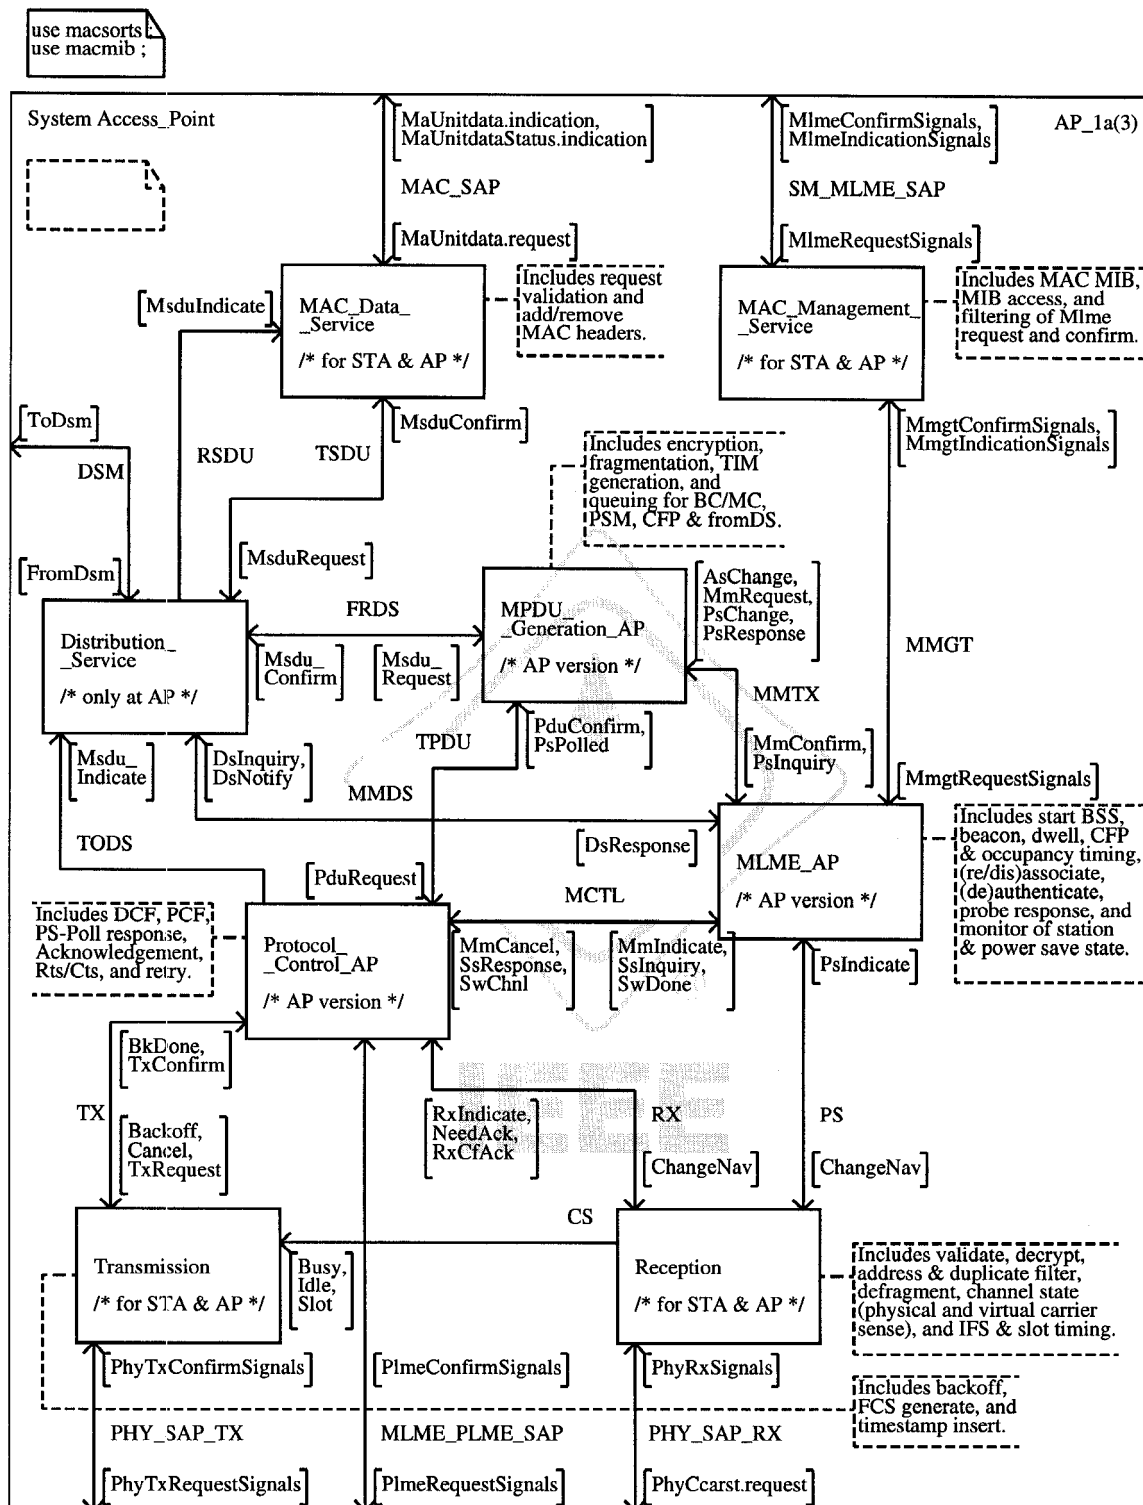 use macsorts ;
use macmib ;
System Access_Point
AP_1a(3)
MaUnitdata.indication,
MaUnitdataStatus.indication
MAC_SAP
MaUnitdata.request
MlmeConfirmSignals,
MlmeIndicationSignals
SM_MLME_SAP
MlmeRequestSignals
MsduIndicate
MAC_Data_
_Service
/* for STA & AP */
Includes request
validation and
add/remove
MAC headers.
MAC_Management_
_Service
/* for STA & AP */
Includes MAC MIB,
MIB access, and
filtering of Mlme
request and confirm.
ToDsm
DSM
RSDU
TSDU
MsduConfirm
Includes encryption,
fragmentation, TIM
generation, and
queuing for BC/MC,
PSM, CFP & fromDS.
MmgtConfirmSignals,
MmgtIndicationSignals
FromDsm
MsduRequest
FRDS
Distribution_
_Service
/* only at AP */
Msdu_
Confirm
Msdu_
Request
MPDU_
_Generation_AP
/* AP version */
AsChange,
MmRequest,
PsChange,
PsResponse
MMGT
MMTX
Msdu_
Indicate
DsInquiry,
DsNotify
TPDU
PduConfirm,
PsPolled
MmConfirm,
PsInquiry
MmgtRequestSignals
MMDS
TODS
DsResponse
MLME_AP
/* AP version */
Includes start BSS,
beacon, dwell, CFP
& occupancy timing,
(re/dis)associate,
(de)authenticate,
probe response, and
monitor of station
& power save state.
PduRequest
MCTL
Includes DCF, PCF,
PS-Poll response,
Acknowledgement,
Rts/Cts, and retry.
Protocol_
_Control_AP
/* AP version */
MmCancel,
SsResponse,
SwChnl
MmIndicate,
SsInquiry,
SwDone
PsIndicate
BkDone,
TxConfirm
TX
Backoff,
Cancel,
TxRequest
IEEE
RxIndicate,
NeedAck,
RxCfAck
RX
ChangeNav
PS
ChangeNav
CS
Transmission
/* for STA & AP */
Busy,
Idle,
Slot
Reception
/* for STA & AP */
Includes validate, decrypt,
address & duplicate filter,
defragment, channel state
(physical and virtual carrier
sense), and IFS & slot timing.
PhyTxConfirmSignals
PlmeConfirmSignals
PhyRxSignals
Includes backoff,
FCS generate, and
timestamp insert.
PHY_SAP_TX
MLME_PLME_SAP
PHY_SAP_RX
PhyTxRequestSignals
PlmeRequestSignals
PhyCcarst.request